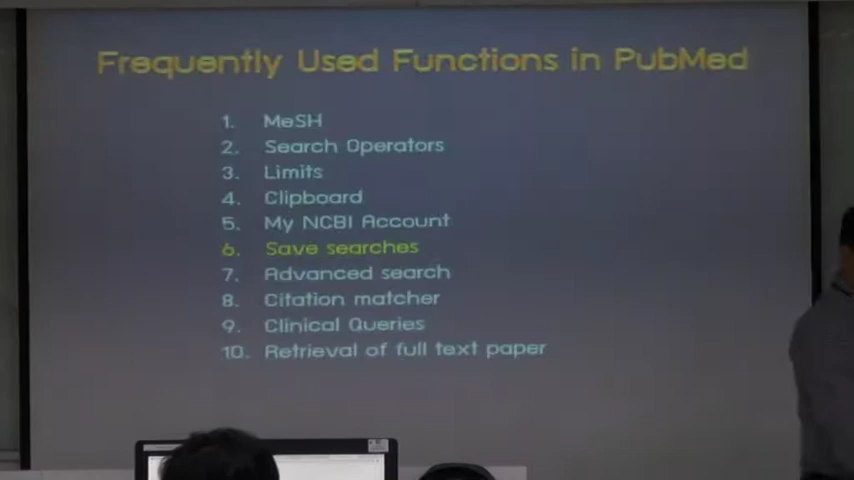 Frequently Used Functions in PubMed
1. MeSH
2. Search Operators
3. Limits
4. Clipboard
5. My NCBI Account
6. Save searches
7. Advanced search
8. Citation matcher
9. Clinical Queries
10. Retrieval of full text paper